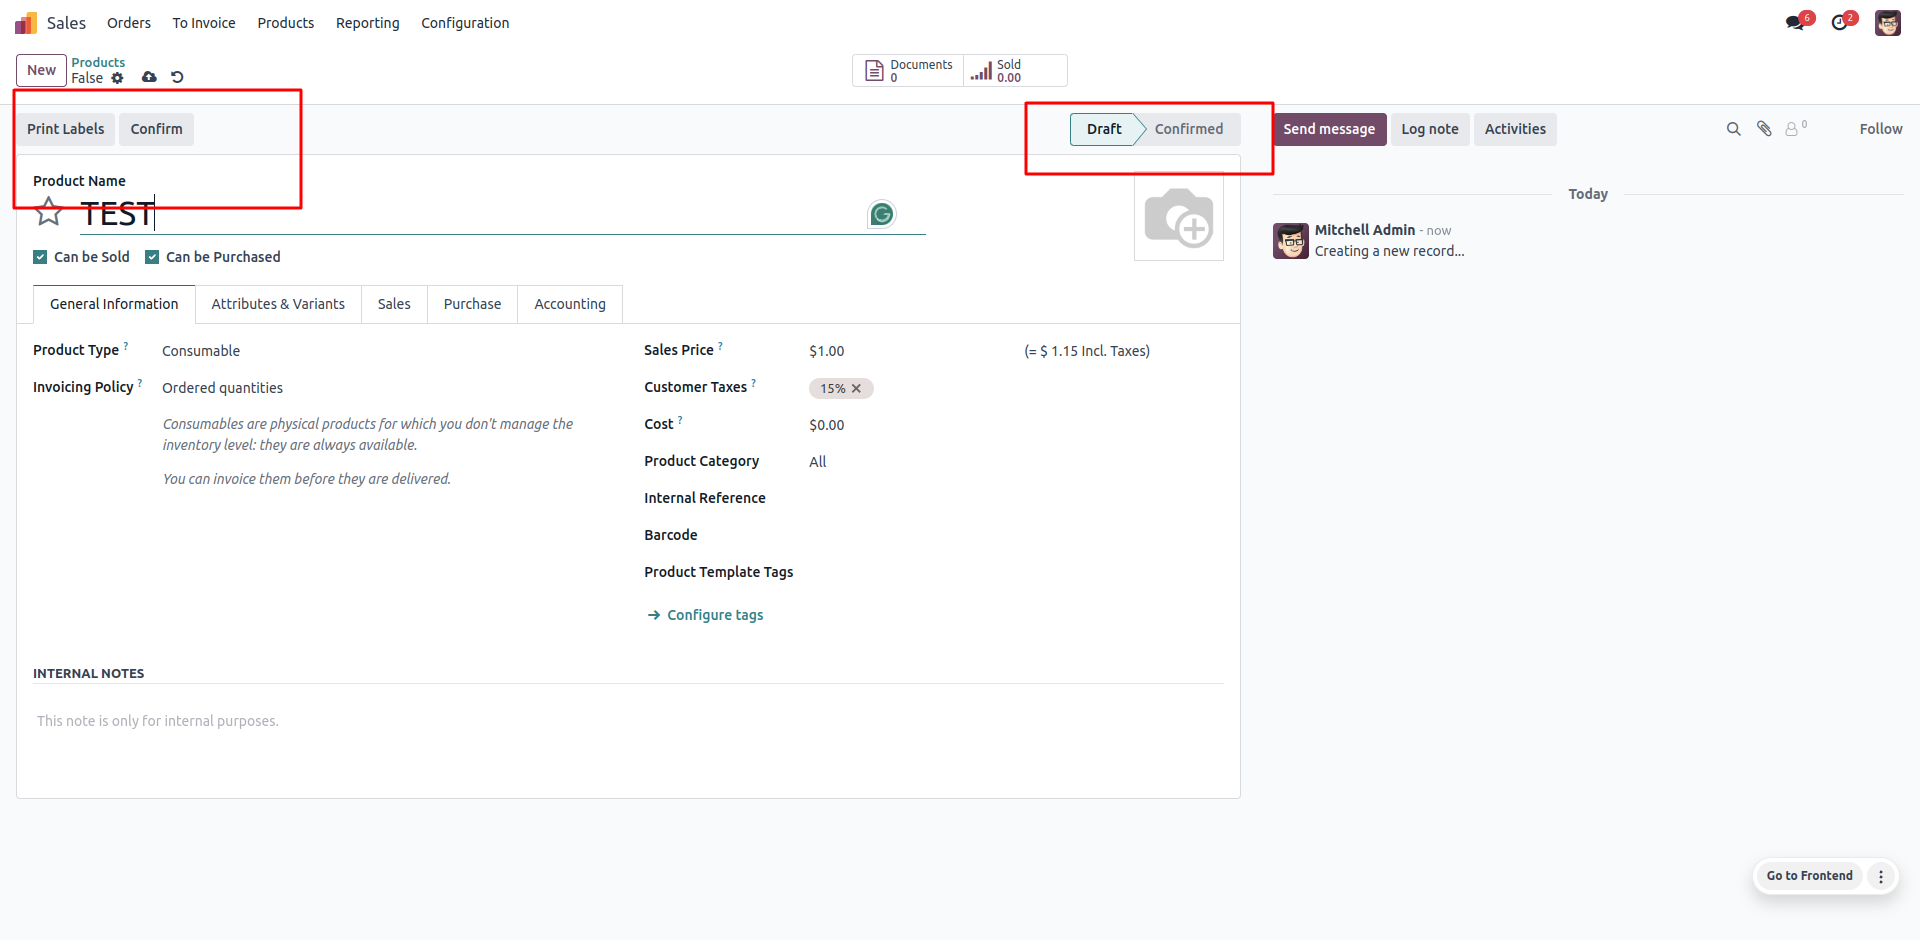 Sales Orders To Invoice Products Reporting Configuration 6 2
New Products
False
Documents
0
Sold
0.00
Print Labels Confirm Draft Confirmed Send message Log note Activities 0 Follow
Product Name
TEST
Can be Sold Can be Purchased
General Information Attributes & Variants Sales Purchase Accounting
Product Type ? Consumable
Invoicing Policy ? Ordered quantities
Consumables are physical products for which you don't manage the
inventory level: they are always available.
You can invoice them before they are delivered.
Sales Price ? $1.00 (= $ 1.15 Incl. Taxes)
Customer Taxes ? 15%
Cost ? $0.00
Product Category All
Internal Reference
Barcode
Product Template Tags
Configure tags
INTERNAL NOTES
This note is only for internal purposes.
Today
Mitchell Admin - now
Creating a new record...
Go to Frontend